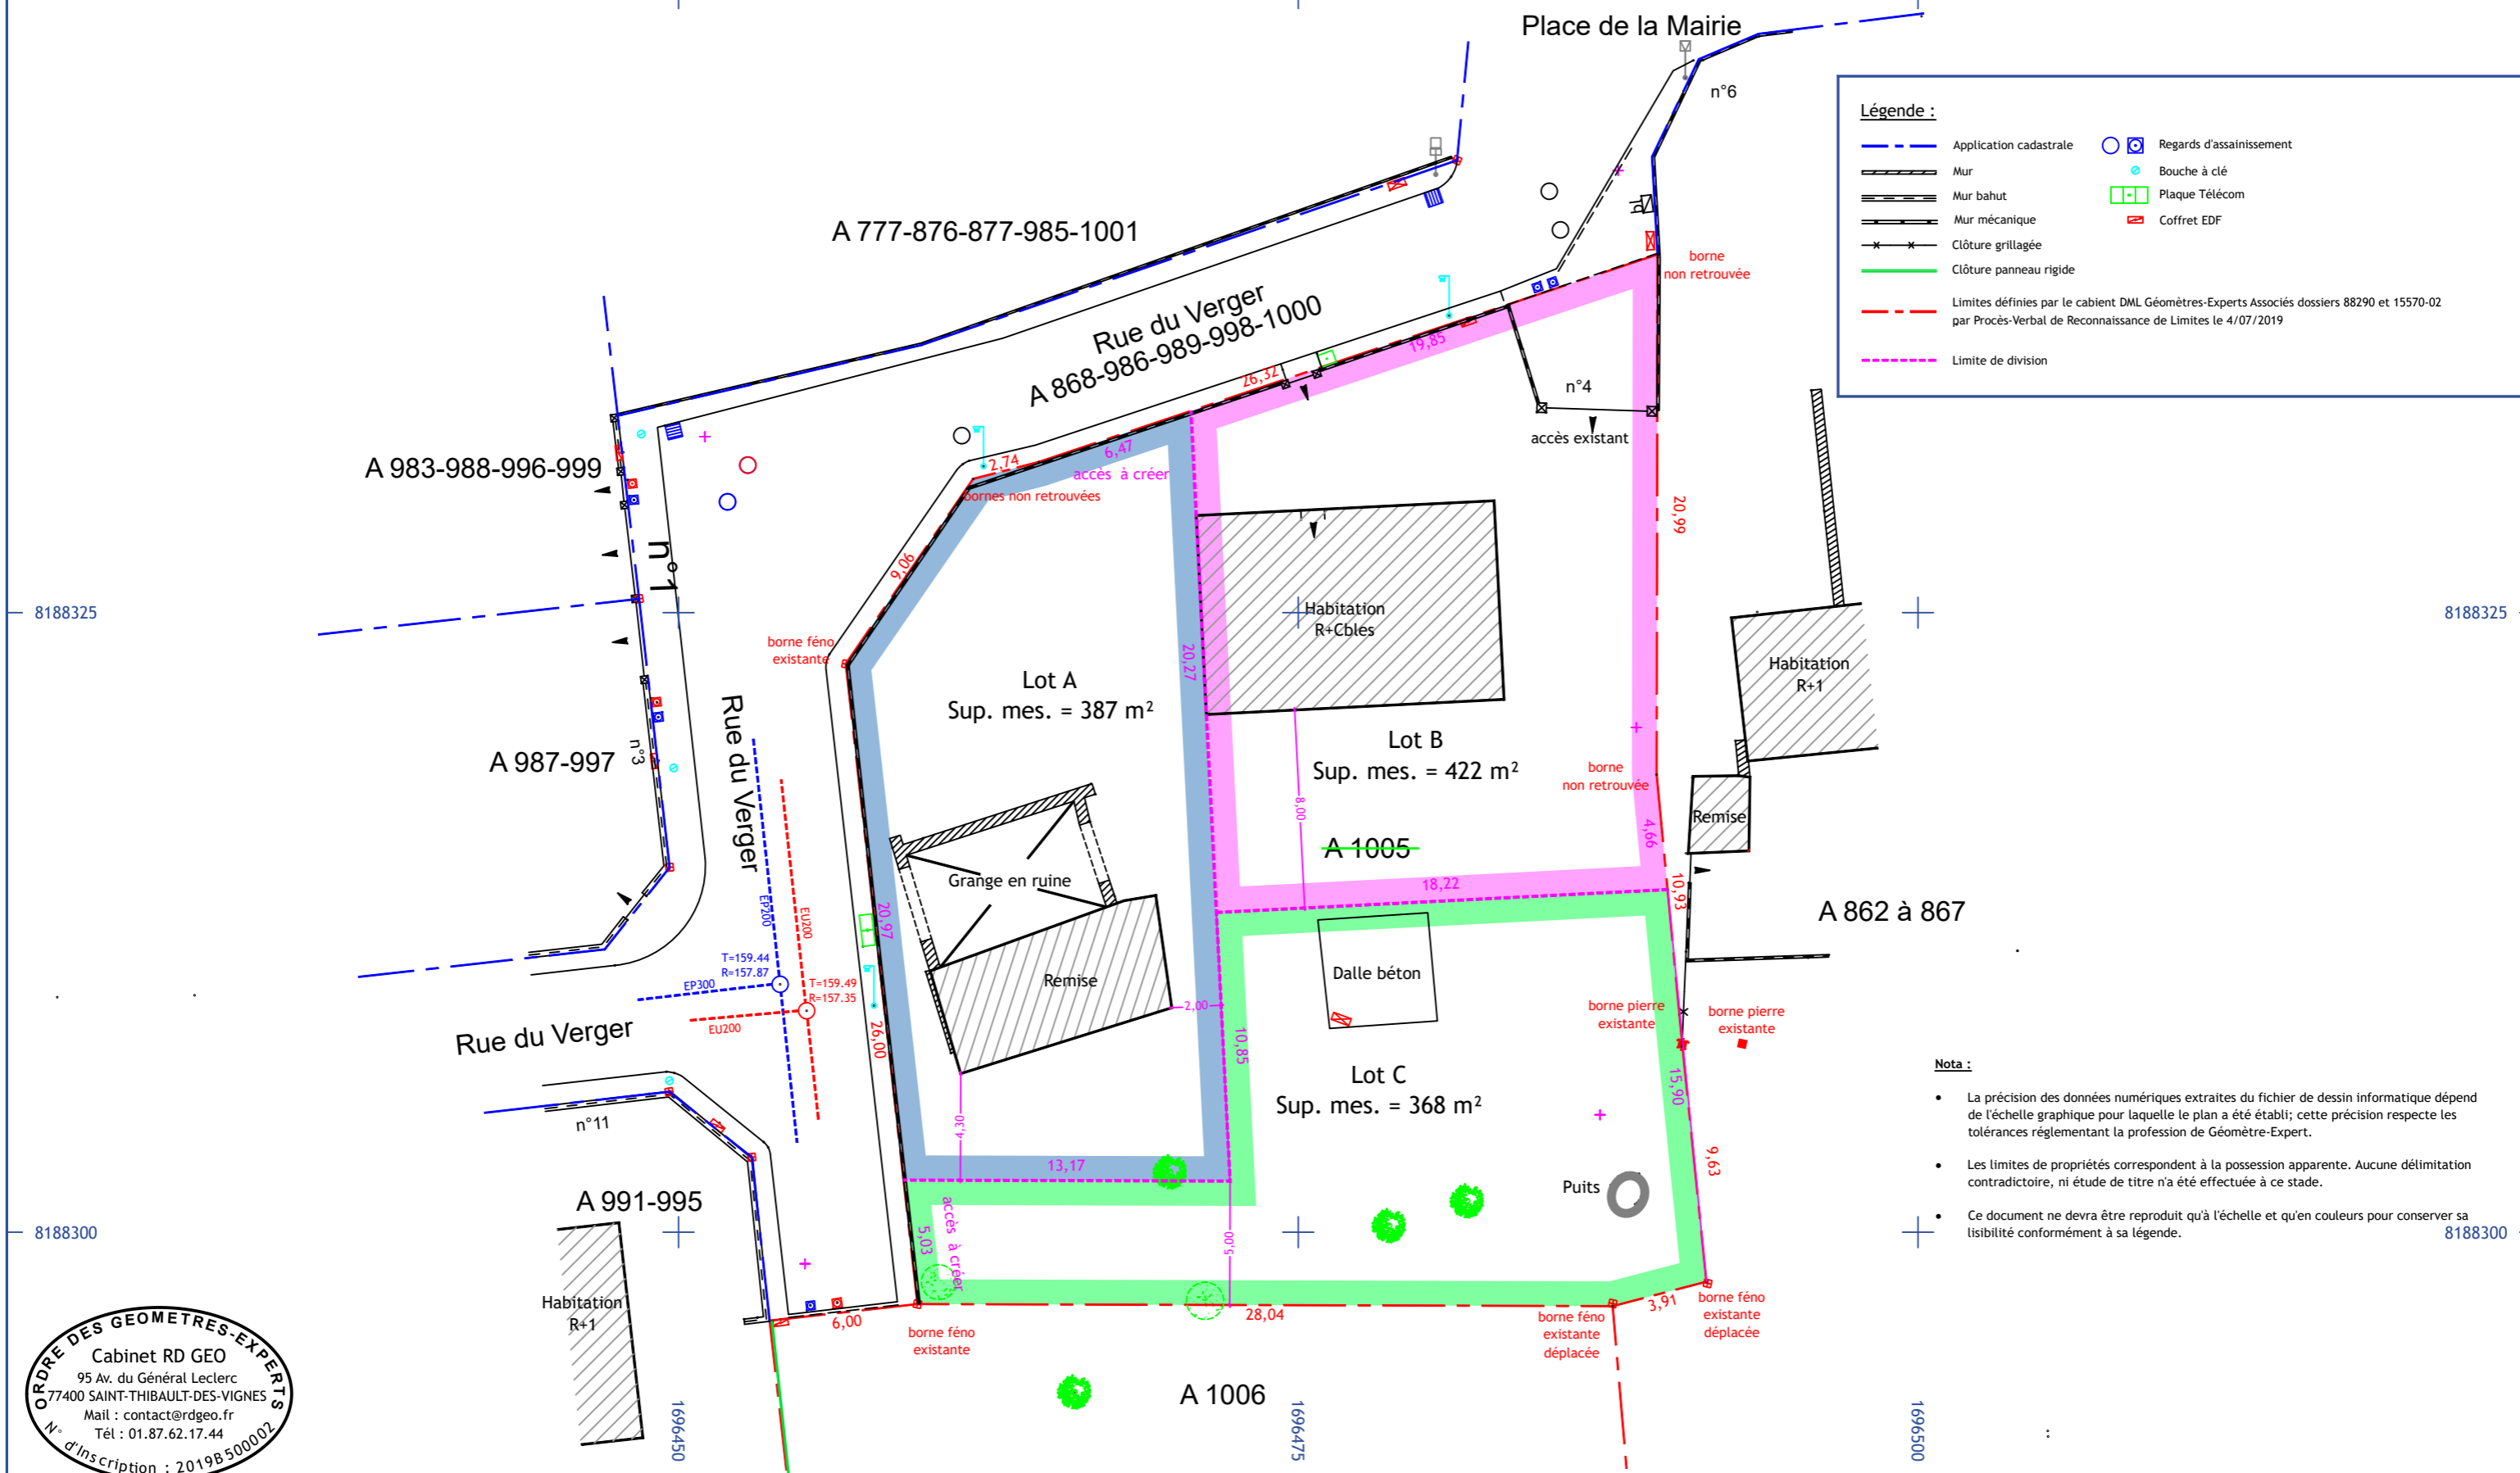 Place de la Mairie
n°6
Légende :
Application cadastrale
Mur
Mur bahut
Mur mécanique
Clôture grillagée
Clôture panneau rigide
Limites définies par le cabient DML Géomètres-Experts Associés dossiers 88290 et 15570-02
par Procès-Verbal de Reconnaissance de Limites le 4/07/2019
Limite de division
Regards d'assainissement
Bouche à clé
Plaque Télécom
Coffret EDF
A 777-876-877-985-1001
Rue du Verger
A 868-986-989-998-1000
borne
non retrouvée
19,85
26,32
n°4
accès existant
2,74
6,47
accès à créer
bornes non retrouvées
A 983-988-996-999
n°1
9,06
20,99
8188325
8188325
borne féno
existante
Habitation
R+Cbles
Habitation
R+1
20,27
Lot A
Sup. mes. = 387 m²
Lot B
Sup. mes. = 422 m²
A 987-997
n°3
Rue du Verger
borne
non retrouvée
8,00
4,66
Remise
A 1005
Grange en ruine
18,22
10,93
A 862 à 867
EP200
EU200
20,97
T=159.44
R=157.87
EP300
T=159.49
R=157.35
EU200
Rue du Verger
Remise
2,00
Dalle béton
26,00
10,85
borne pierre
existante
borne pierre
existante
Lot C
Sup. mes. = 368 m²
15,90
n°11
4,30
13,17
9,63
Puits
A 991-995
accès à créer
5,03
5,00
8188300
8188300
Nota :
• La précision des données numériques extraites du fichier de dessin informatique dépend
de l'échelle graphique pour laquelle le plan a été établi; cette précision respecte les
tolérances réglementant la profession de Géomètre-Expert.
• Les limites de propriétés correspondent à la possession apparente. Aucune délimitation
contradictoire, ni étude de titre n'a été effectuée à ce stade.
• Ce document ne devra être reproduit qu'à l'échelle et qu'en couleurs pour conserver sa
lisibilité conformément à sa légende.
Habitation
R+1
6,00
borne féno
existante
28,04
borne féno
existante
déplacée
3,91
borne féno
existante
déplacée
A 1006
1696450
1696475
1696500
ORDRE DES GEOMETRES-EXPERTS
Cabinet RD GEO
95 Av. du Général Leclerc
77400 SAINT-THIBAULT-DES-VIGNES
Mail : contact@rdgeo.fr
Tél : 01.87.62.17.44
N° d'Inscription : 2019B500002